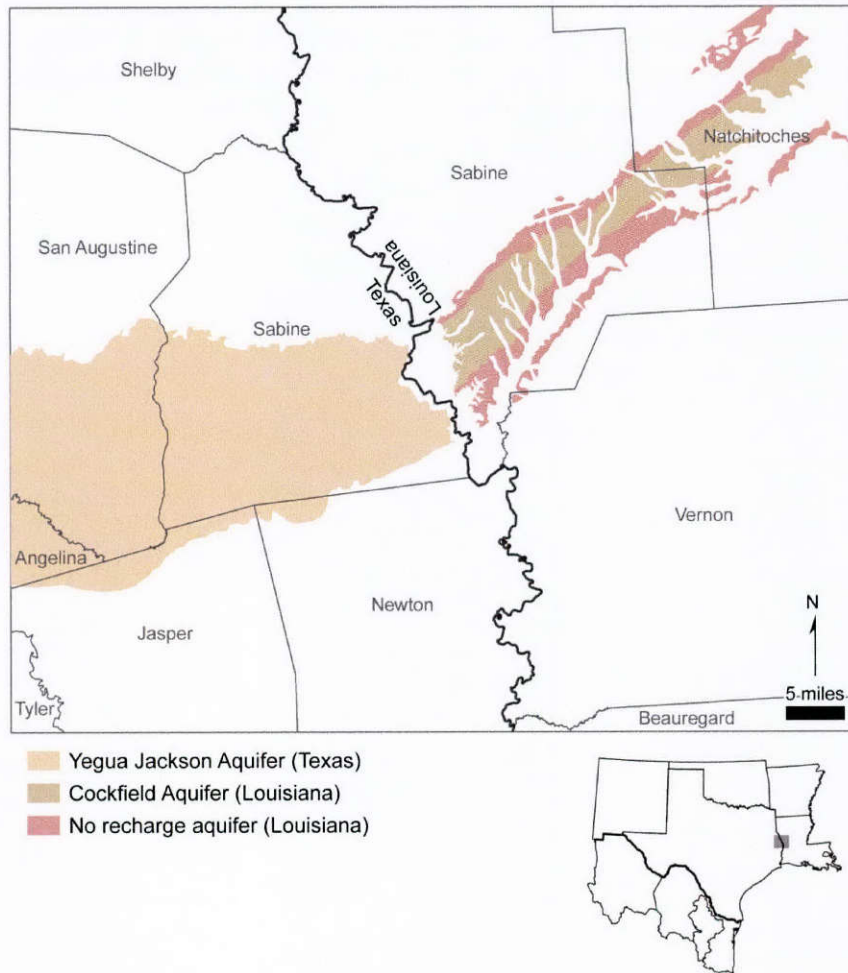 Shelby
Natchitoches
Sabine
San Augustine
Louisiana
Texas
Sabine
Vernon
Angelina
Newton
N
Jasper
5 miles
Tyler
Beauregard
Yegua Jackson Aquifer (Texas)
Cockfield Aquifer (Louisiana)
No recharge aquifer (Louisiana)